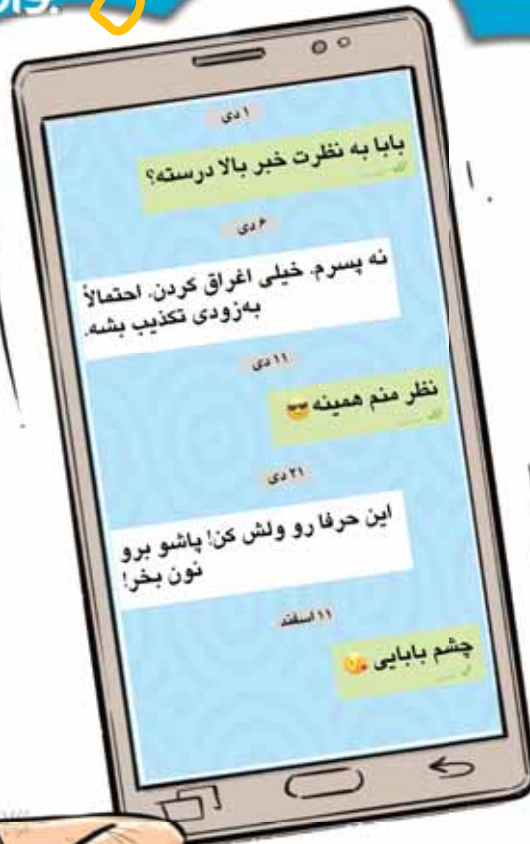 ۱ دی
بابا به نظرت خبر بالا درسته؟
۶ دی
نه پسرم. خیلی اغراق کردن. احتمالاً
به‌زودی تکذیب بشه.
۱۱ دی
نظر منم همینه 😎
۲۱ دی
این حرفا رو ولش کن! پاشو برو
نون بخر!
۱۱ اسفند
چشم بابایی 😘